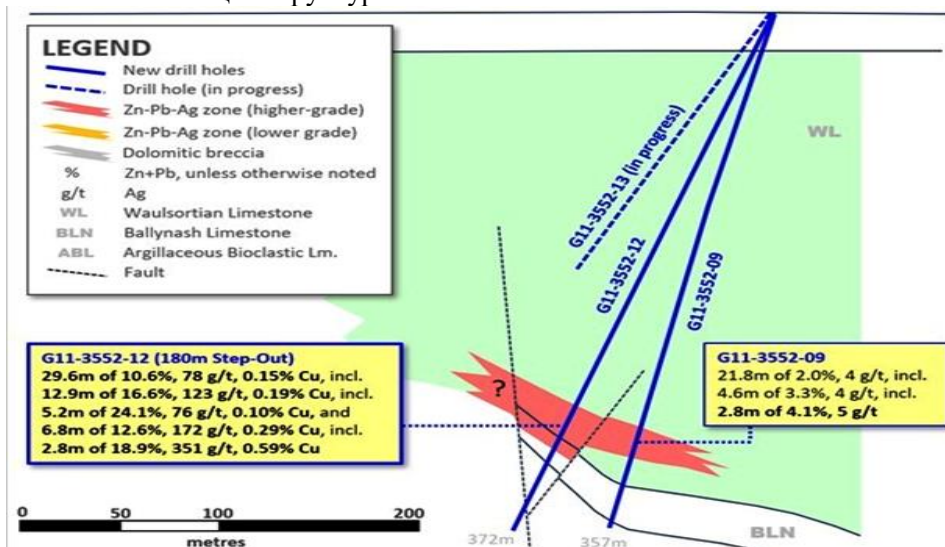 LEGEND
New drill holes
Drill hole (in progress)
Zn-Pb-Ag zone (higher-grade)
Zn-Pb-Ag zone (lower grade)
Dolomitic breccia
% Zn+Pb, unless otherwise noted
g/t Ag
WL Waulsortian Limestone
BLN Ballynash Limestone
ABL Argillaceous Bioclastic Lm.
Fault
WL
G11-3552-13 (in progress)
G11-3552-12
G11-3552-09
G11-3552-12 (180m Step-Out)
29.6m of 10.6%, 78 g/t, 0.15% Cu, incl.
12.9m of 16.6%, 123 g/t, 0.19% Cu, incl.
5.2m of 24.1%, 76 g/t, 0.10% Cu, and
6.8m of 12.6%, 172 g/t, 0.29% Cu, incl.
2.8m of 18.9%, 351 g/t, 0.59% Cu
?
G11-3552-09
21.8m of 2.0%, 4 g/t, incl.
4.6m of 3.3%, 4 g/t, incl.
2.8m of 4.1%, 5 g/t
0 50 100 200
metres
372m
357m
BLN